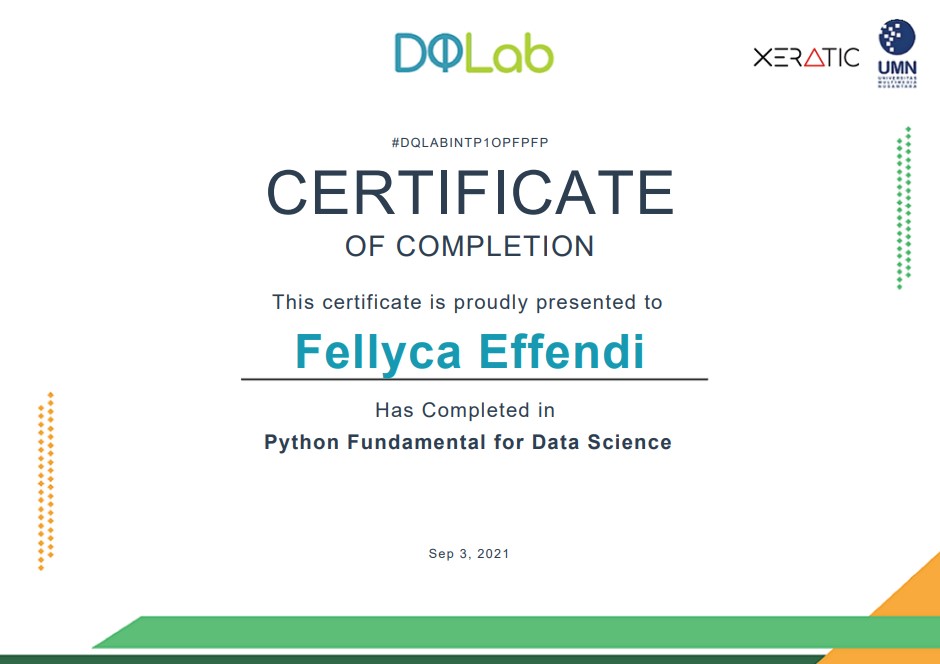 DQLab
XERATIC
UMN
UNIVERSITAS
MULTIMEDIA
NUSANTARA
#DQLABINTP1OPFPFP
CERTIFICATE
OF COMPLETION
This certificate is proudly presented to
Fellyca Effendi
Has Completed in
Python Fundamental for Data Science
Sep 3, 2021